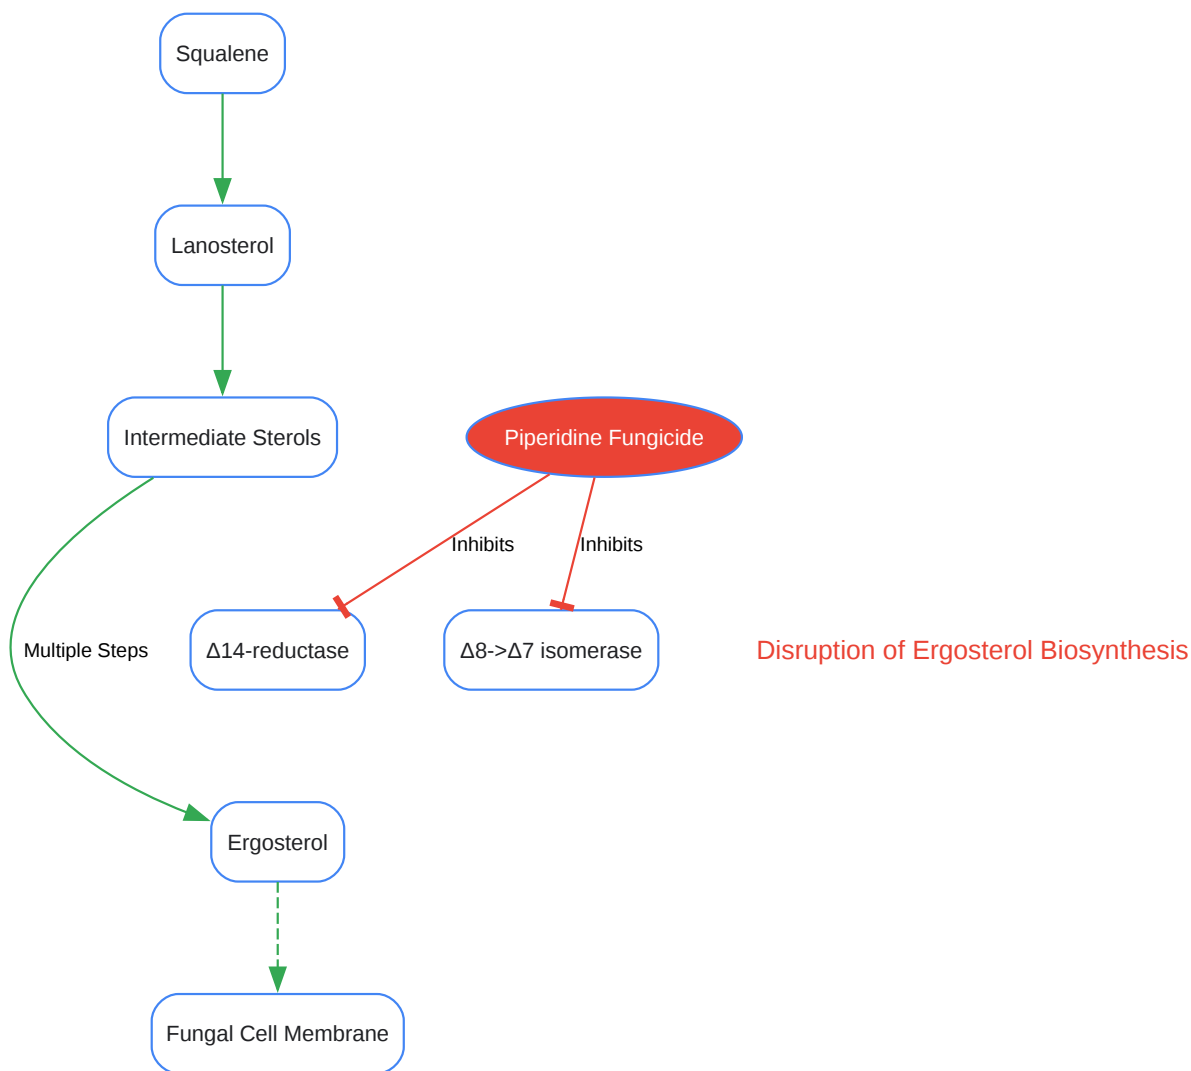 Squalene
Lanosterol
Intermediate Sterols
Piperidine Fungicide
Inhibits
Inhibits
Multiple Steps
Δ14-reductase
Δ8->Δ7 isomerase
Disruption of Ergosterol Biosynthesis
Ergosterol
Fungal Cell Membrane